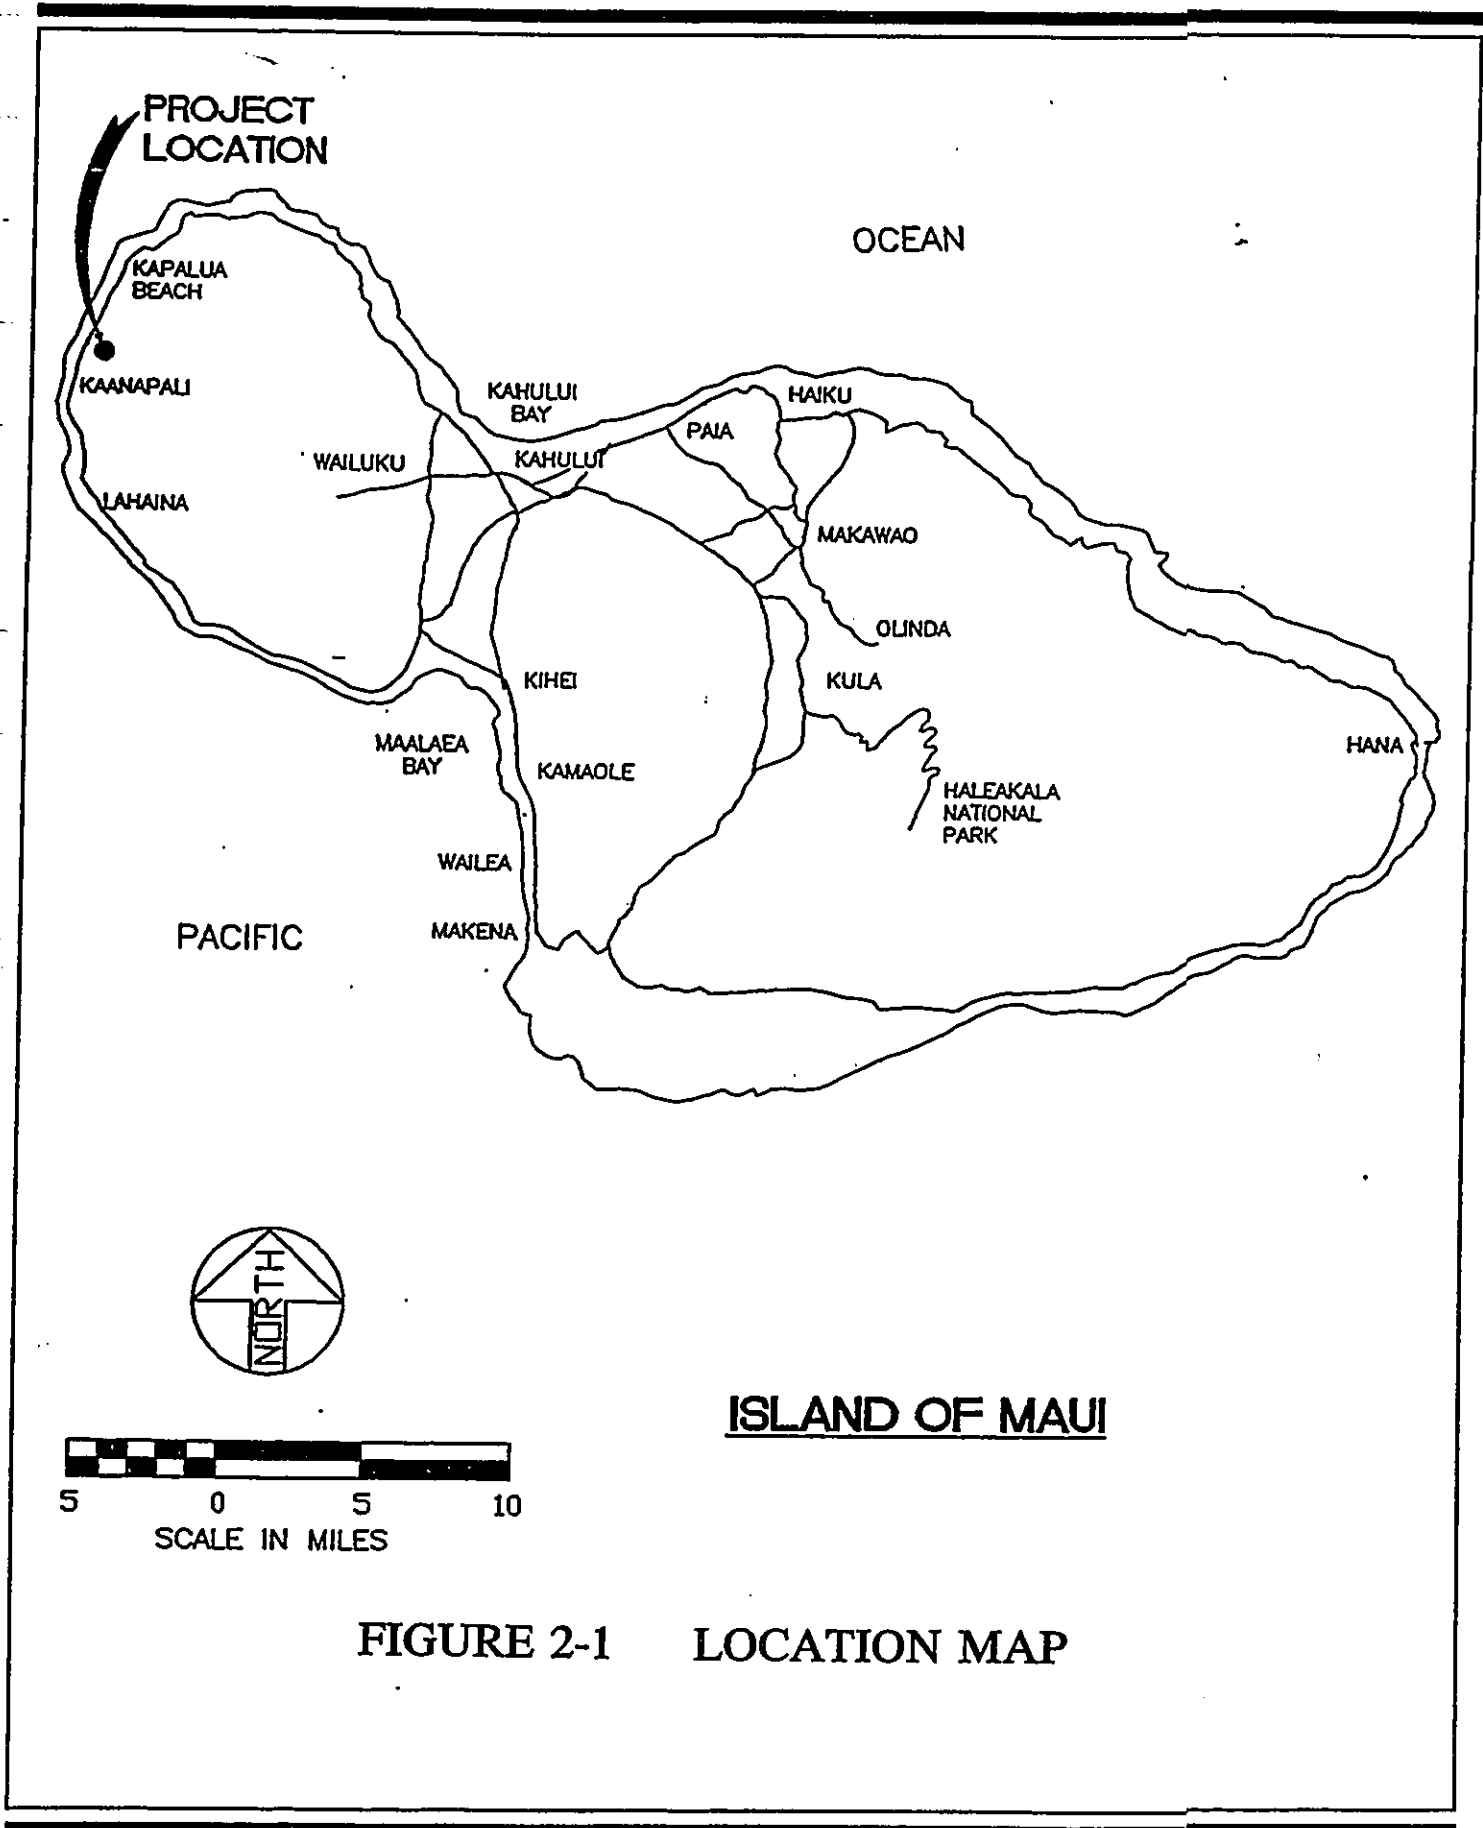 PROJECT
LOCATION
OCEAN
KAPALUA
BEACH
KAANAPALI
KAHULUI
BAY
HAIKU
PAIA
WAILUKU
KAHULUI
LAHAINA
MAKAWAO
OLINDA
KIHEI
KULA
MAALAEA
BAY
KAMAOLE
HANA
HALEAKALA
NATIONAL
PARK
WAILEA
MAKENA
PACIFIC
NORTH
ISLAND OF MAUI
5 0 5 10
SCALE IN MILES
FIGURE 2-1 LOCATION MAP